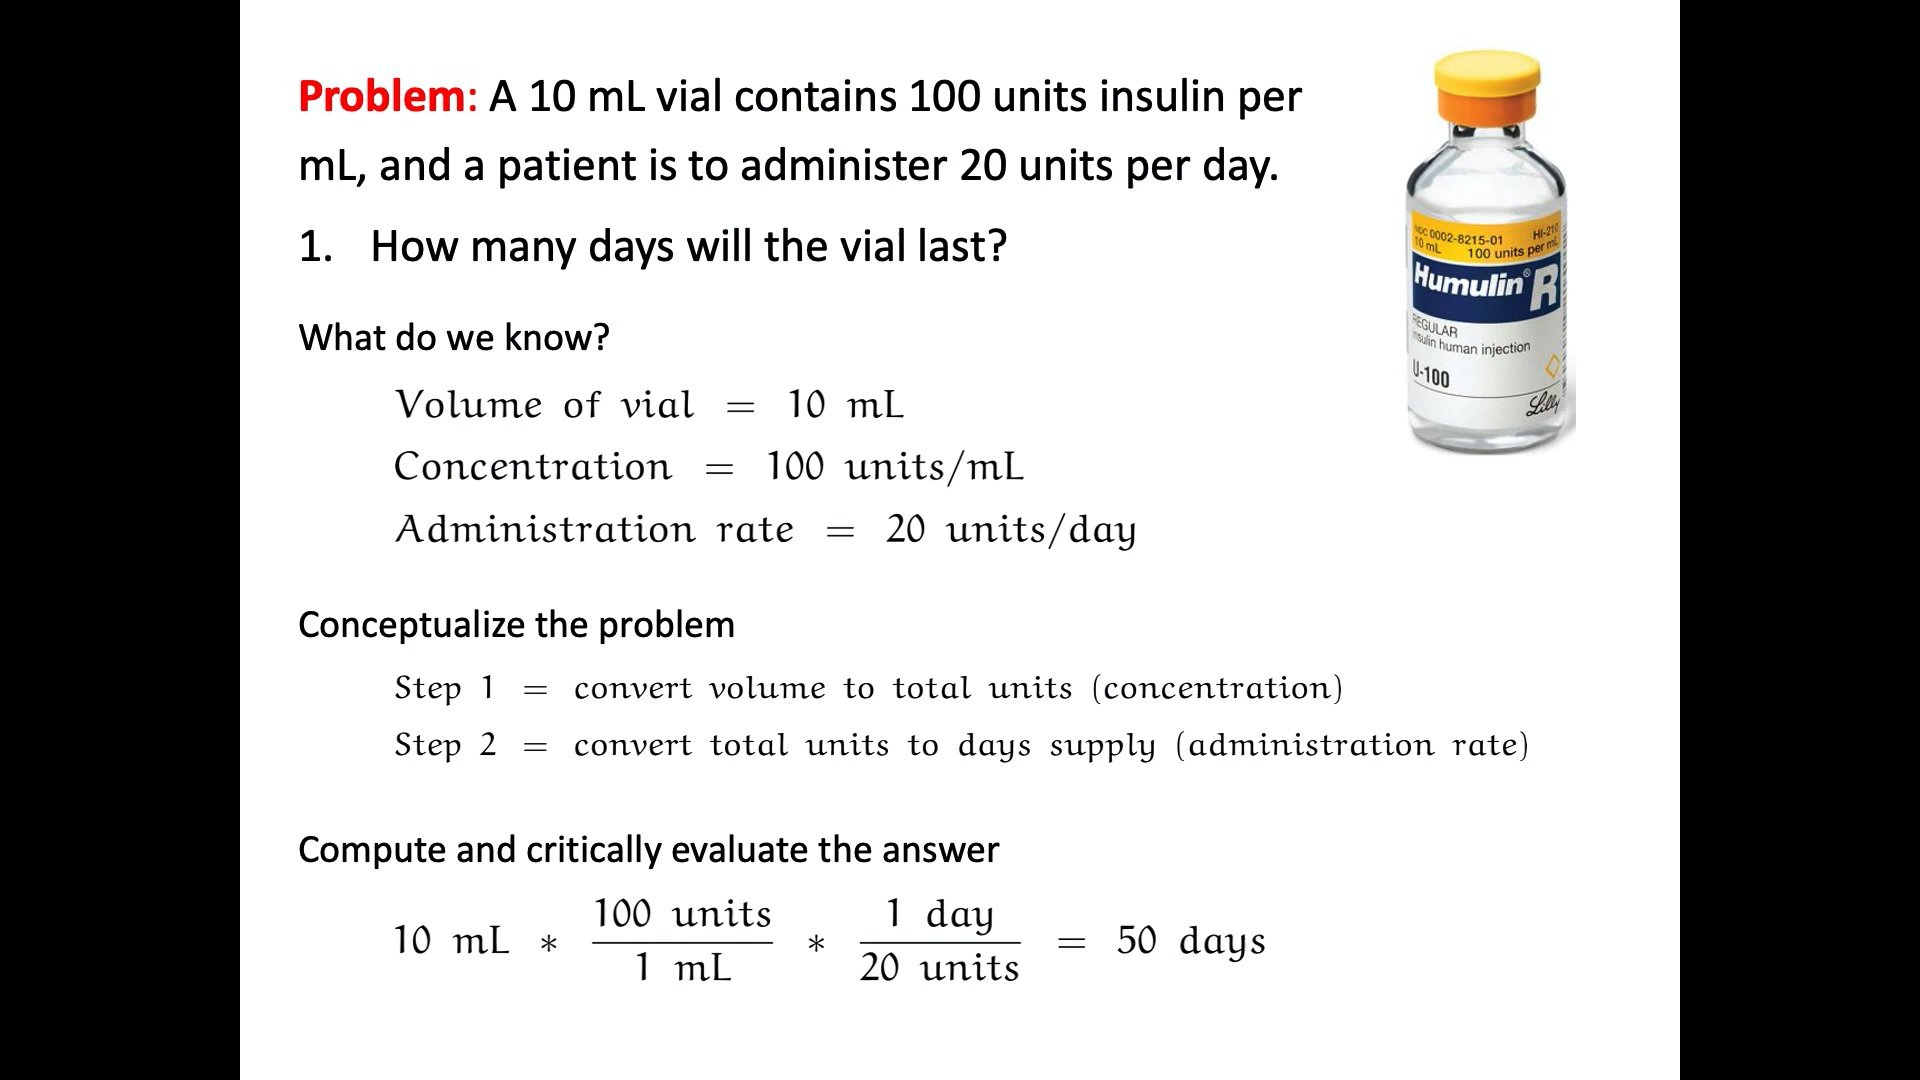 Problem: A 10 mL vial contains 100 units insulin per
mL, and a patient is to administer 20 units per day.
1. How many days will the vial last?
What do we know?
Volume of vial = 10 mL
Concentration = 100 units/mL
Administration rate = 20 units/day
Conceptualize the problem
Step 1 = convert volume to total units (concentration)
Step 2 = convert total units to days supply (administration rate)
Compute and critically evaluate the answer
10 mL * 100 units / 1 mL * 1 day / 20 units = 50 days
NDC 0002-8215-01 HI-210
10 mL 100 units per mL
Humulin® R
REGULAR
insulin human injection
U-100
Lilly